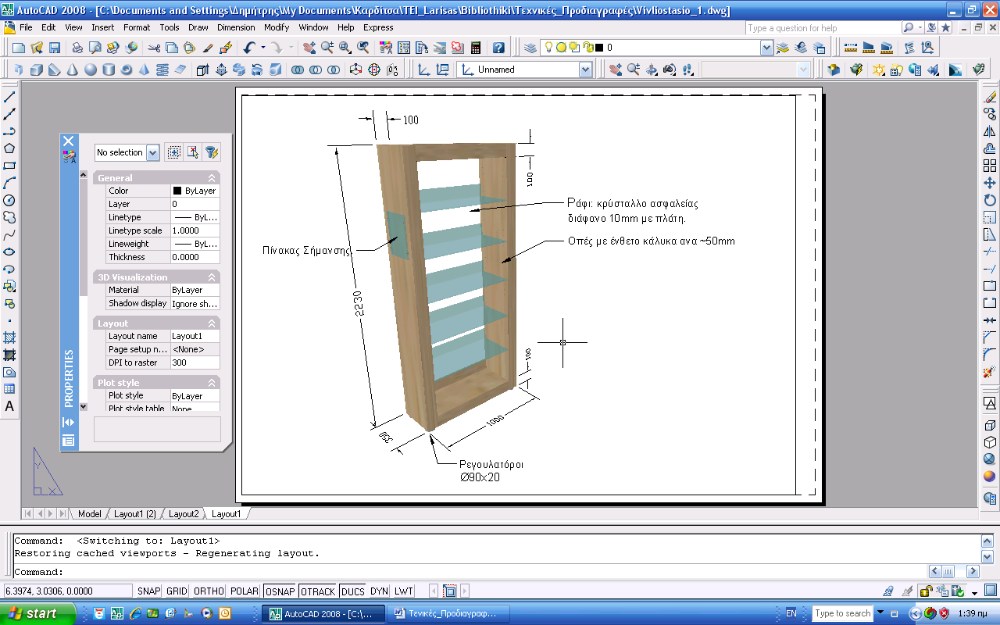 AutoCAD 2008 - [C:\Documents and Settings\Δημήτρης\My Documents\Καρδίτσα\TEI_Larisas\Bibliothiki\Τεχνικές_Προδιαγραφές\Vivliostasio_1.dwg]
File Edit View Insert Format Tools Draw Dimension Modify Window Help Express
Type a question for help
0
Unnamed
No selection
General
Color ByLayer
Layer 0
Linetype ByL...
Linetype scale 1.0000
Lineweight ByL...
Thickness 0.0000
3D Visualization
Material ByLayer
Shadow display Ignore sh...
Layout
Layout name Layout1
Page setup n... <None>
DPI to raster 300
Plot style
Plot style ByLayer
Plot style table None
PROPERTIES
100
100
Ράφι: κρύσταλλο ασφαλείας
διάφανο 10mm με πλάτη.
Οπές με ένθετο κάλυκα ανα ~50mm
Πίνακας Σήμανσης
2230
100
1000
350
Ρεγουλατόροι
Ø90x20
Y
X
Model Layout1 (2) Layout2 Layout1
Command:  <Switching to: Layout1>
Restoring cached viewports - Regenerating layout.
Command:
6.3974, 3.0306, 0.0000 SNAP GRID ORTHO POLAR OSNAP OTRACK DUCS DYN LWT
start AutoCAD 2008 - [C:\... Τενικές_Προδιαγραφ... EN Type to search 1:39 πμ